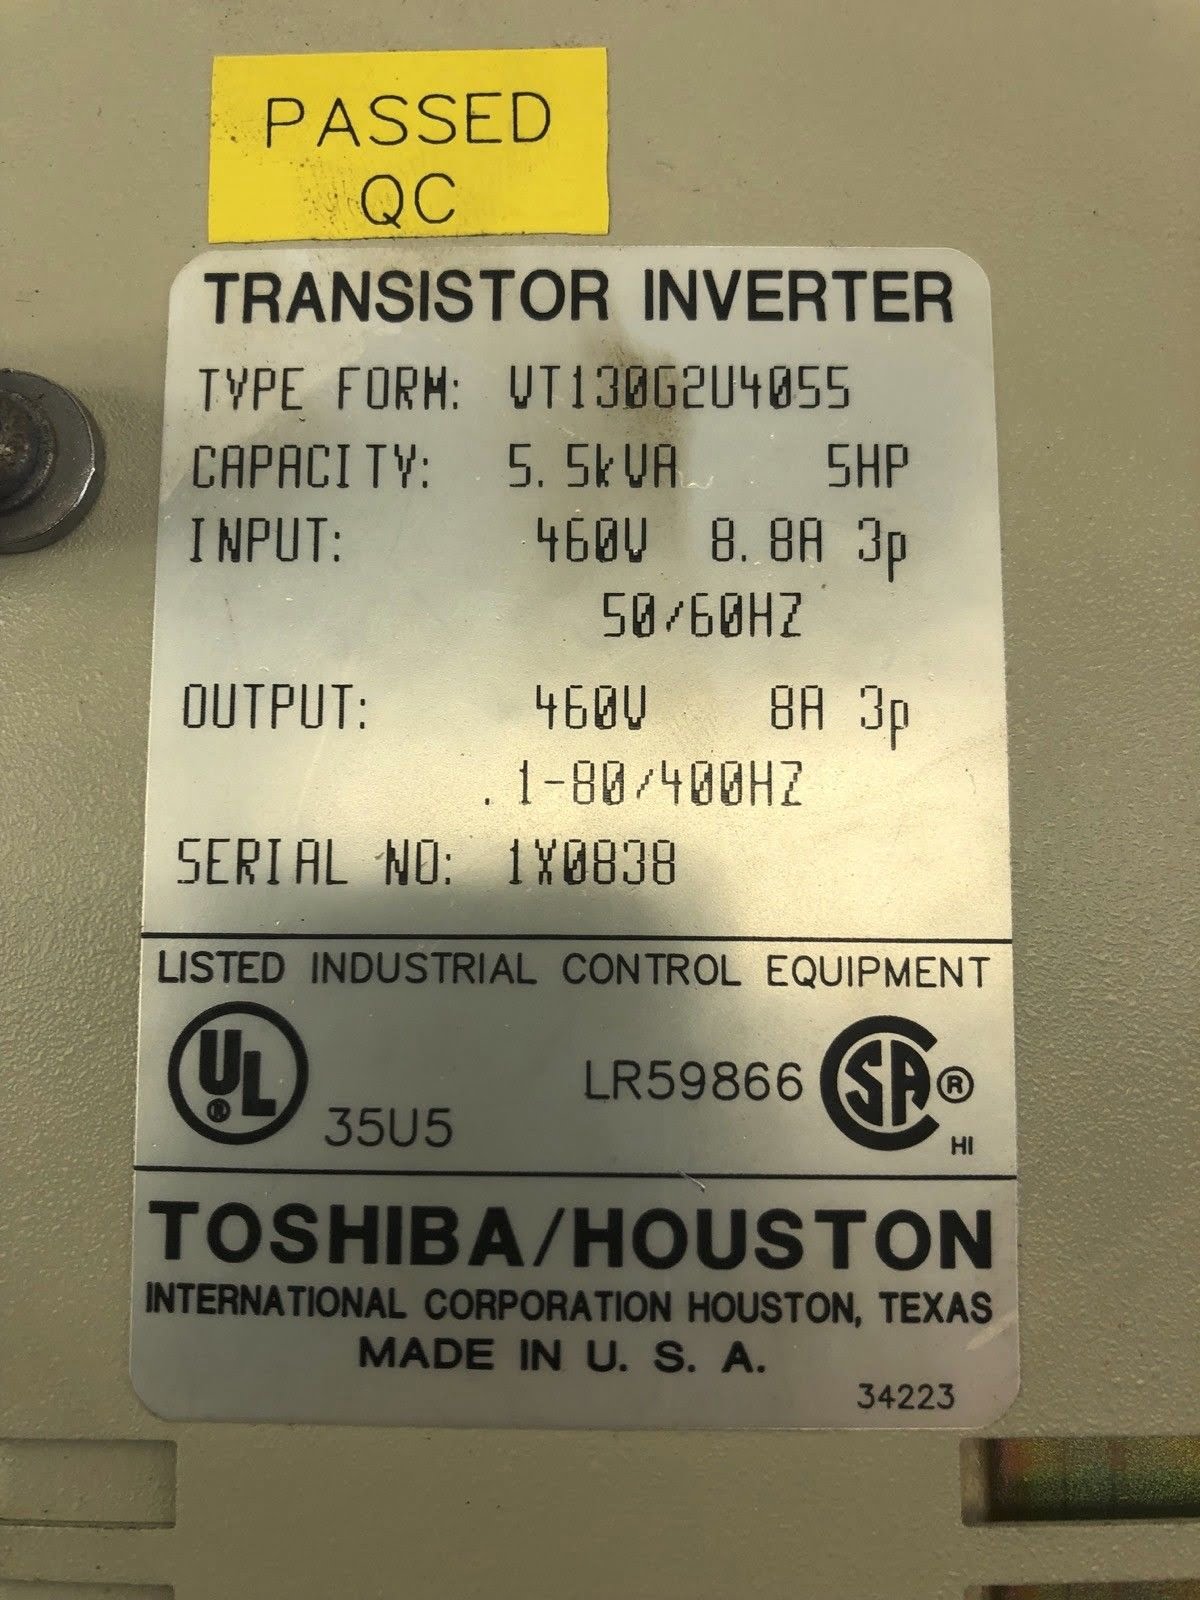 PASSED
QC
TRANSISTOR INVERTER
TYPE FORM: VT130G2U4055
CAPACITY: 5.5kVA 5HP
INPUT: 460V 8.8A 3p
50/60HZ
OUTPUT: 460V 8A 3p
.1-80/400HZ
SERIAL NO: 1X0838
LISTED INDUSTRIAL CONTROL EQUIPMENT
UL ® 35U5 LR59866 CSA ®
HI
TOSHIBA/HOUSTON
INTERNATIONAL CORPORATION HOUSTON, TEXAS
MADE IN U. S. A.
34223